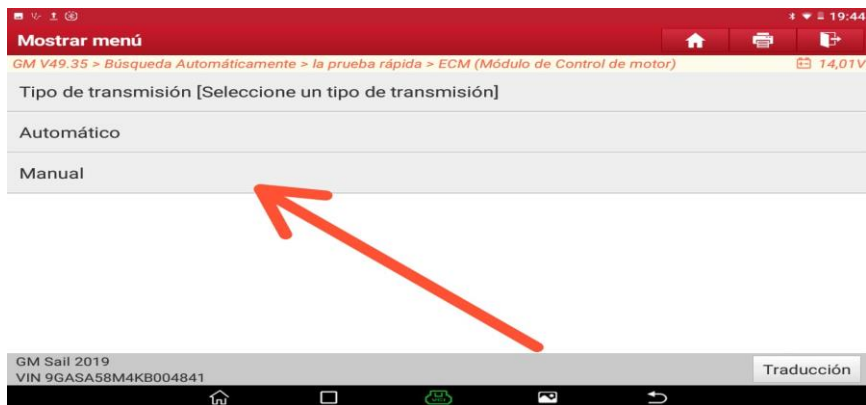 19:44
Mostrar menú
GM V49.35 > Búsqueda Automáticamente > la prueba rápida > ECM (Módulo de Control de motor)
14,01V
Tipo de transmisión [Seleccione un tipo de transmisión]
Automático
Manual
GM Sail 2019
VIN 9GASA58M4KB004841
Traducción